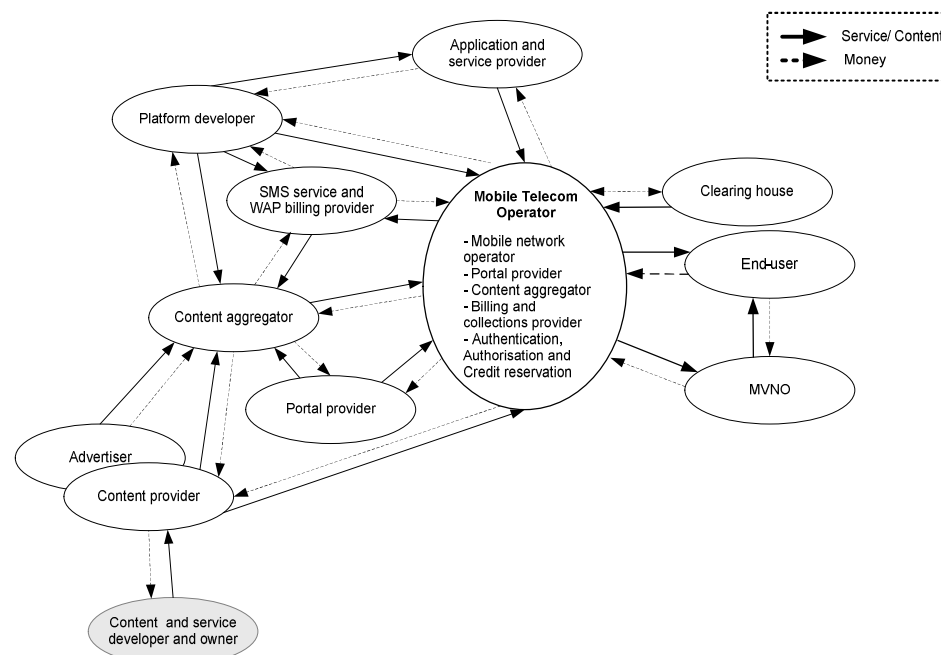 Application and
service provider
Service/ Content
Money
Platform developer
SMS service and
WAP billing provider
Mobile Telecom
Operator
- Mobile network
operator
- Portal provider
- Content aggregator
- Billing and
collections provider
- Authentication,
Authorisation and
Credit reservation
Clearing house
End-user
MVNO
Content aggregator
Portal provider
Advertiser
Content provider
Content and service
developer and owner